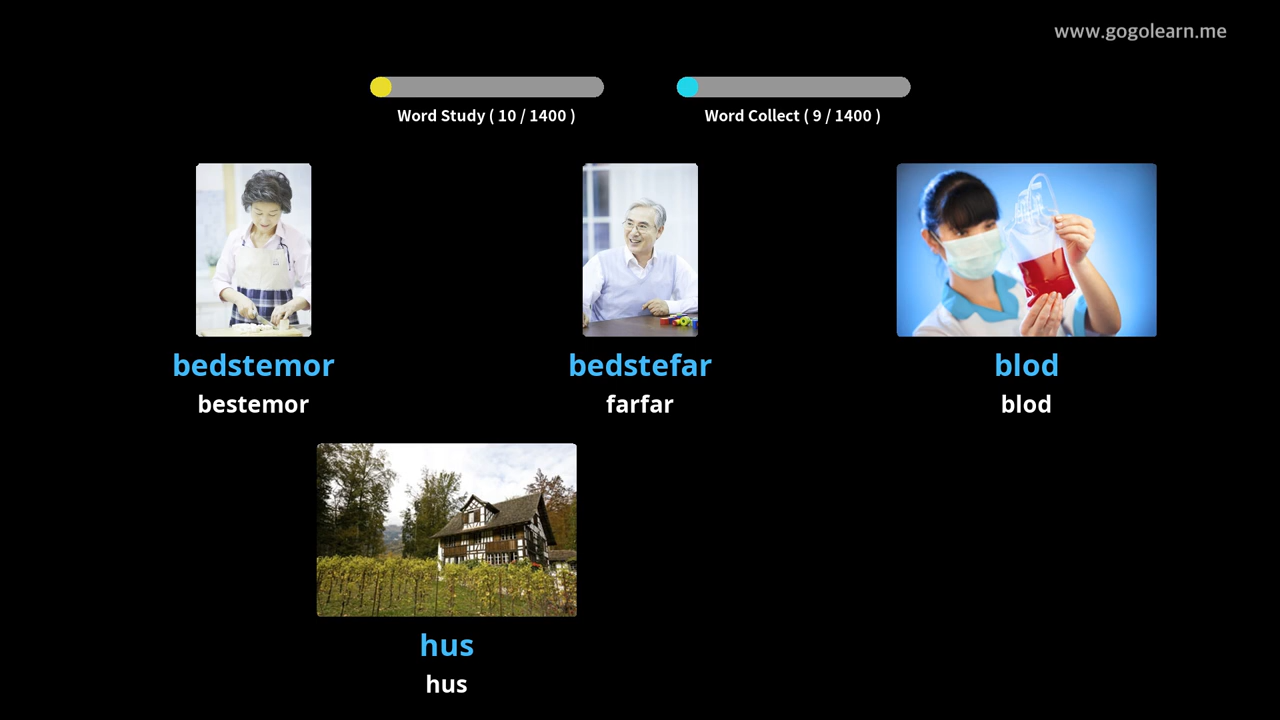 www.gogolearn.me
Word Study ( 10 / 1400 )
Word Collect ( 9 / 1400 )
bedstemor
bestemor
bedstefar
farfar
blod
blod
hus
hus